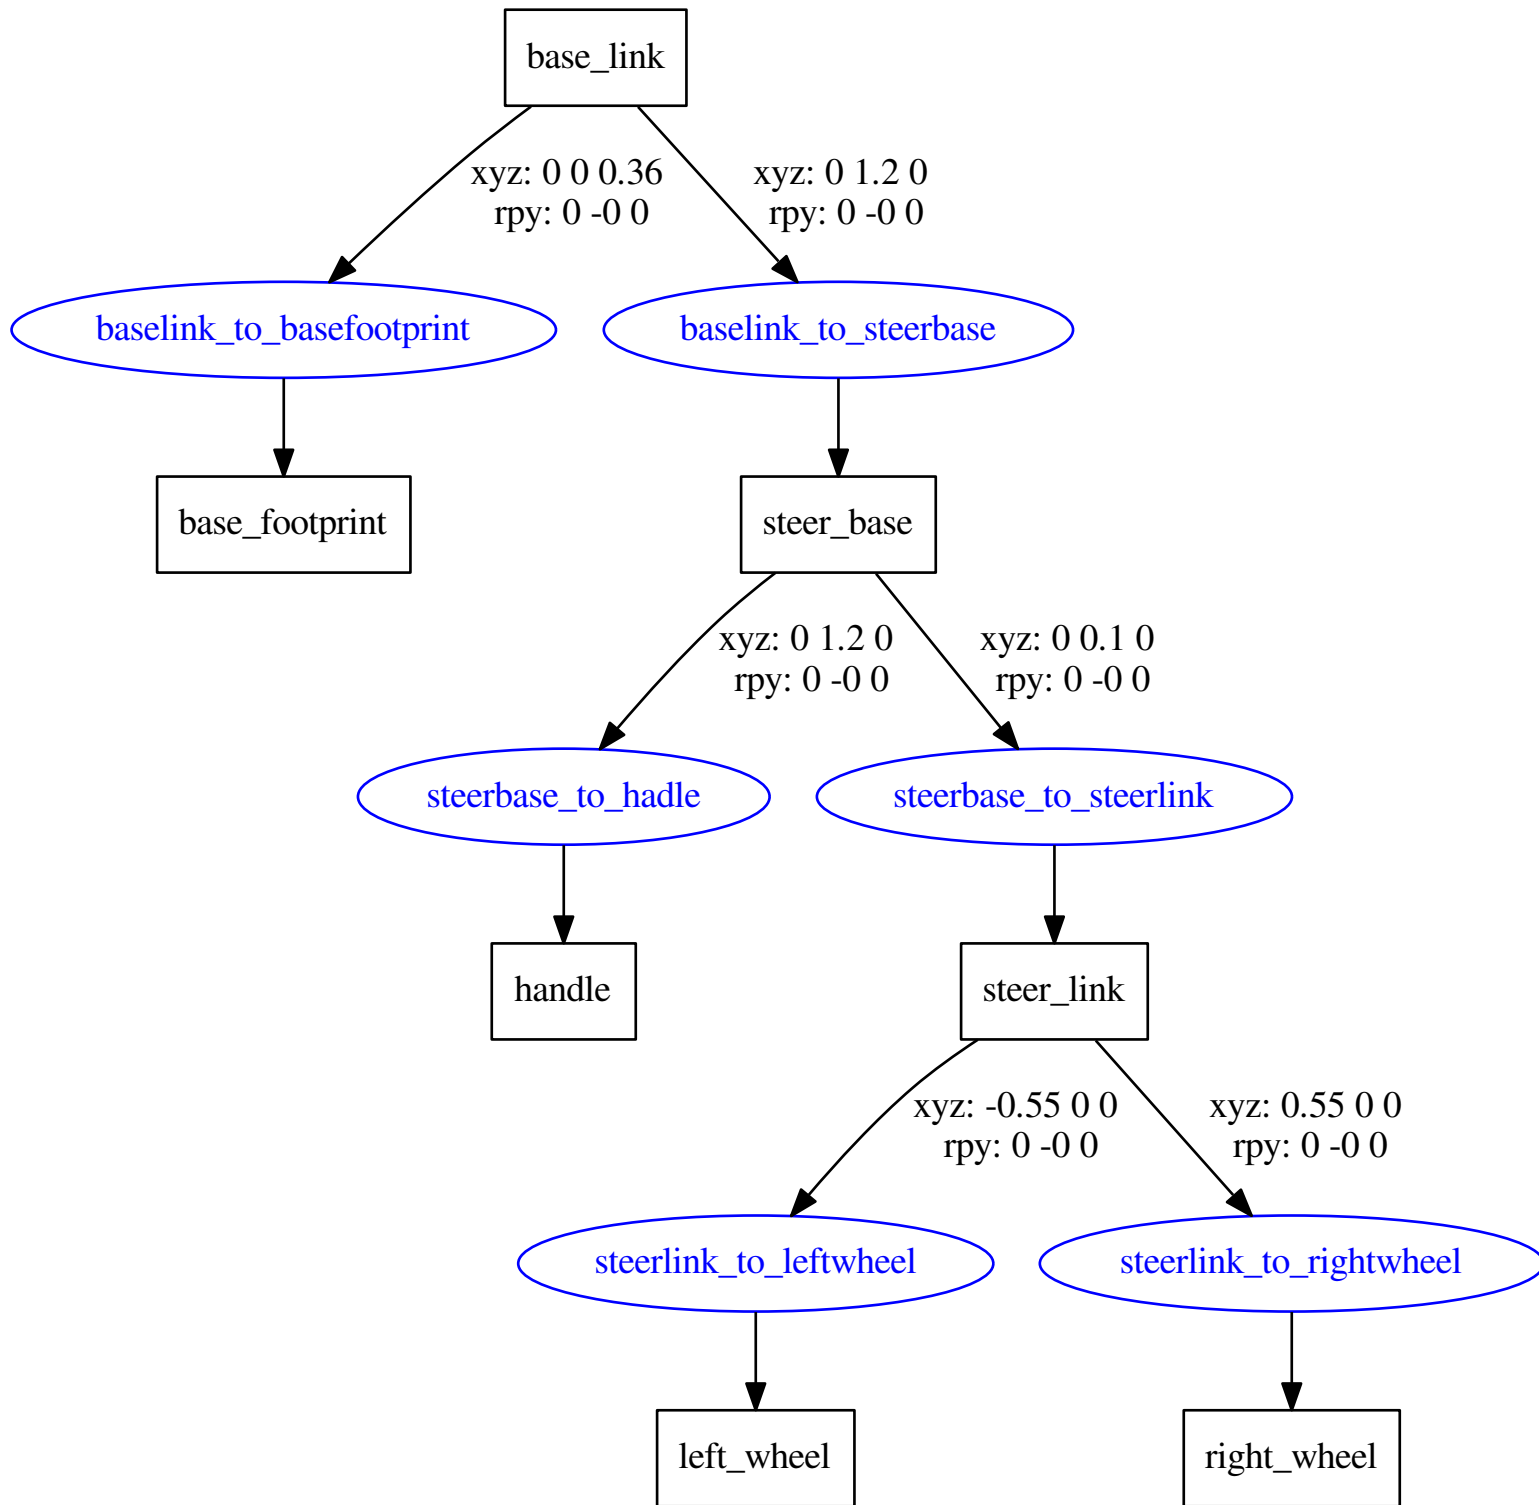 base_link
xyz: 0 0 0.36
rpy: 0 -0 0
xyz: 0 1.2 0
rpy: 0 -0 0
baselink_to_basefootprint
baselink_to_steerbase
base_footprint
steer_base
xyz: 0 1.2 0
rpy: 0 -0 0
xyz: 0 0.1 0
rpy: 0 -0 0
steerbase_to_hadle
steerbase_to_steerlink
handle
steer_link
xyz: -0.55 0 0
rpy: 0 -0 0
xyz: 0.55 0 0
rpy: 0 -0 0
steerlink_to_leftwheel
steerlink_to_rightwheel
left_wheel
right_wheel